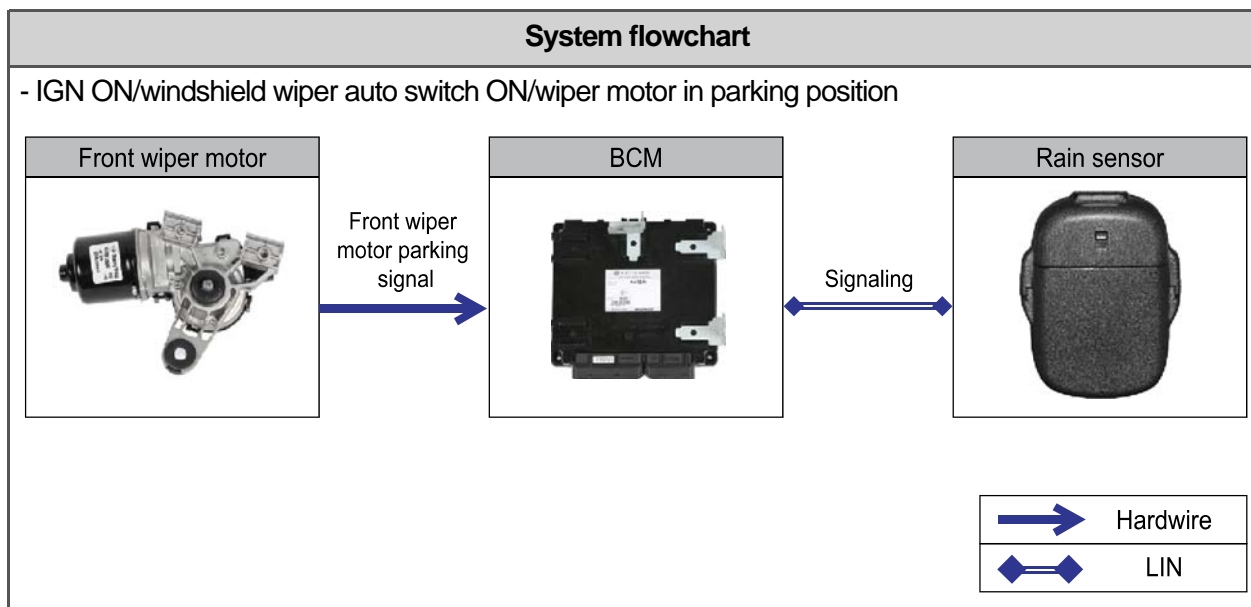 System flowchart
- IGN ON/windshield wiper auto switch ON/wiper motor in parking position
Front wiper motor
Front wiper
motor parking
signal
BCM
Signaling
Rain sensor
Hardwire
LIN